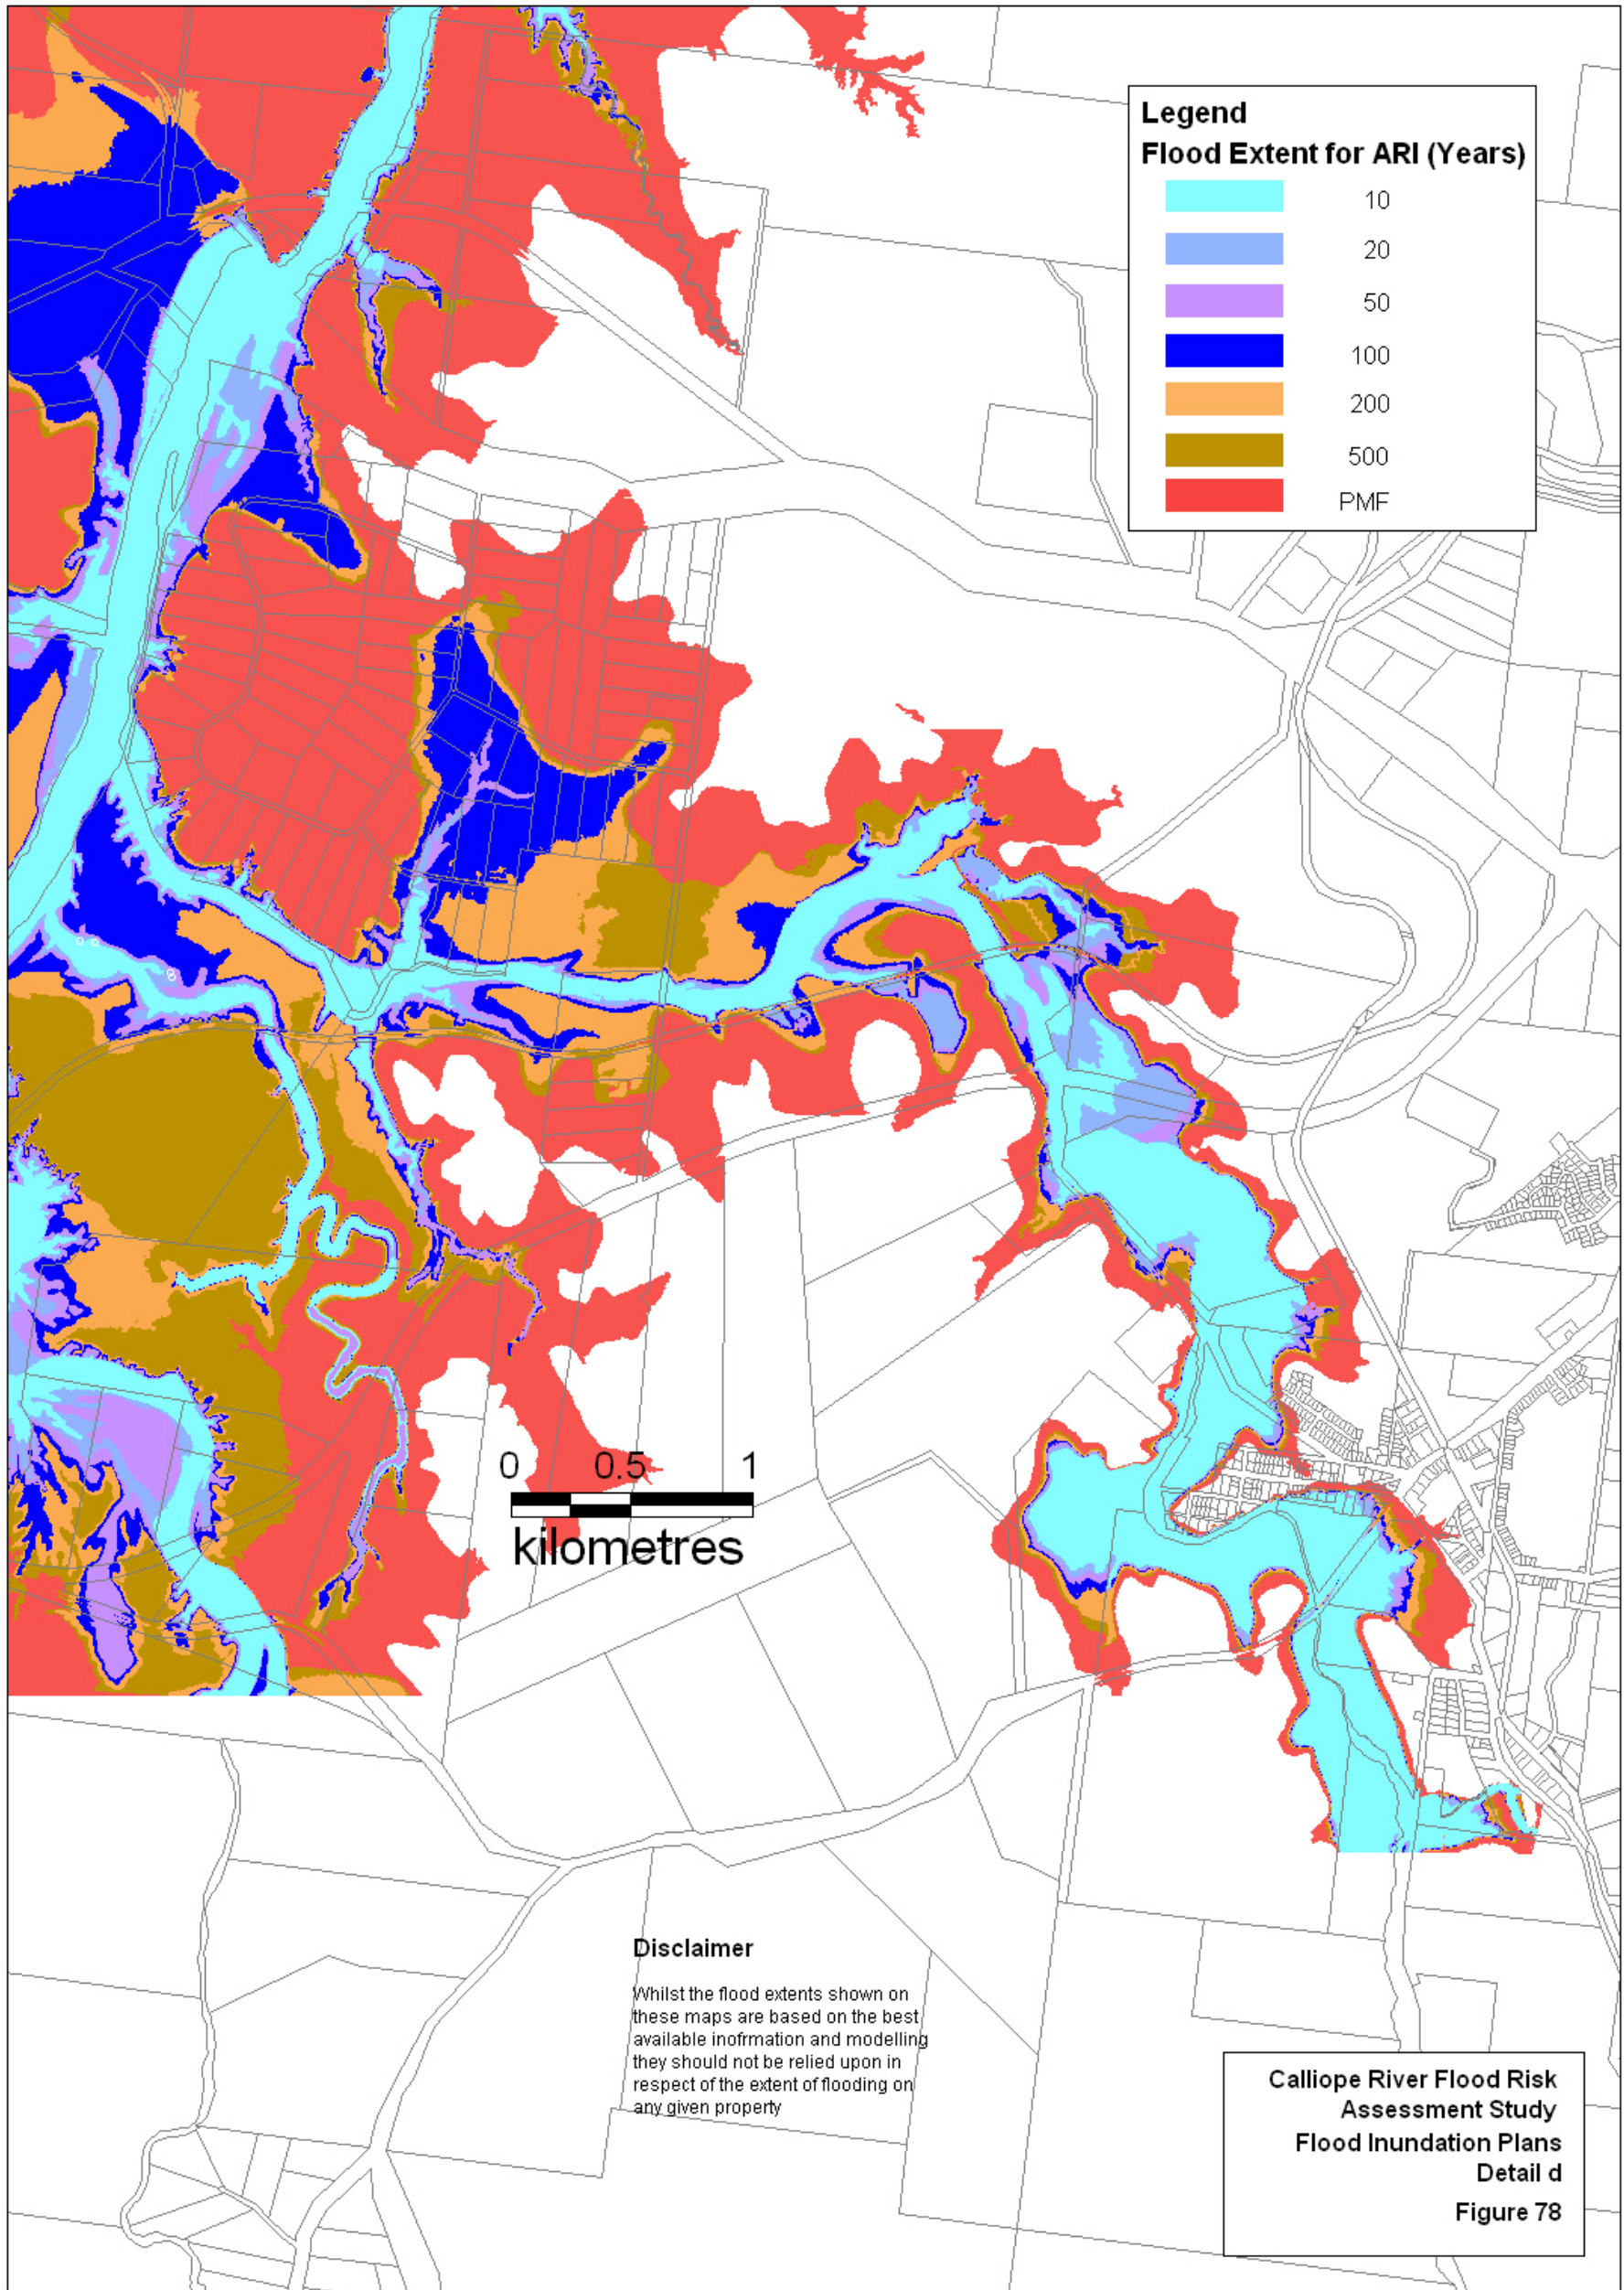 Legend
Flood Extent for ARI (Years)
10
20
50
100
200
500
PMF
0 0.5 1
kilometres
Disclaimer
Whilst the flood extents shown on
these maps are based on the best
available inofrmation and modelling
they should not be relied upon in
respect of the extent of flooding on
any given property
Calliope River Flood Risk
Assessment Study
Flood Inundation Plans
Detail d
Figure 78